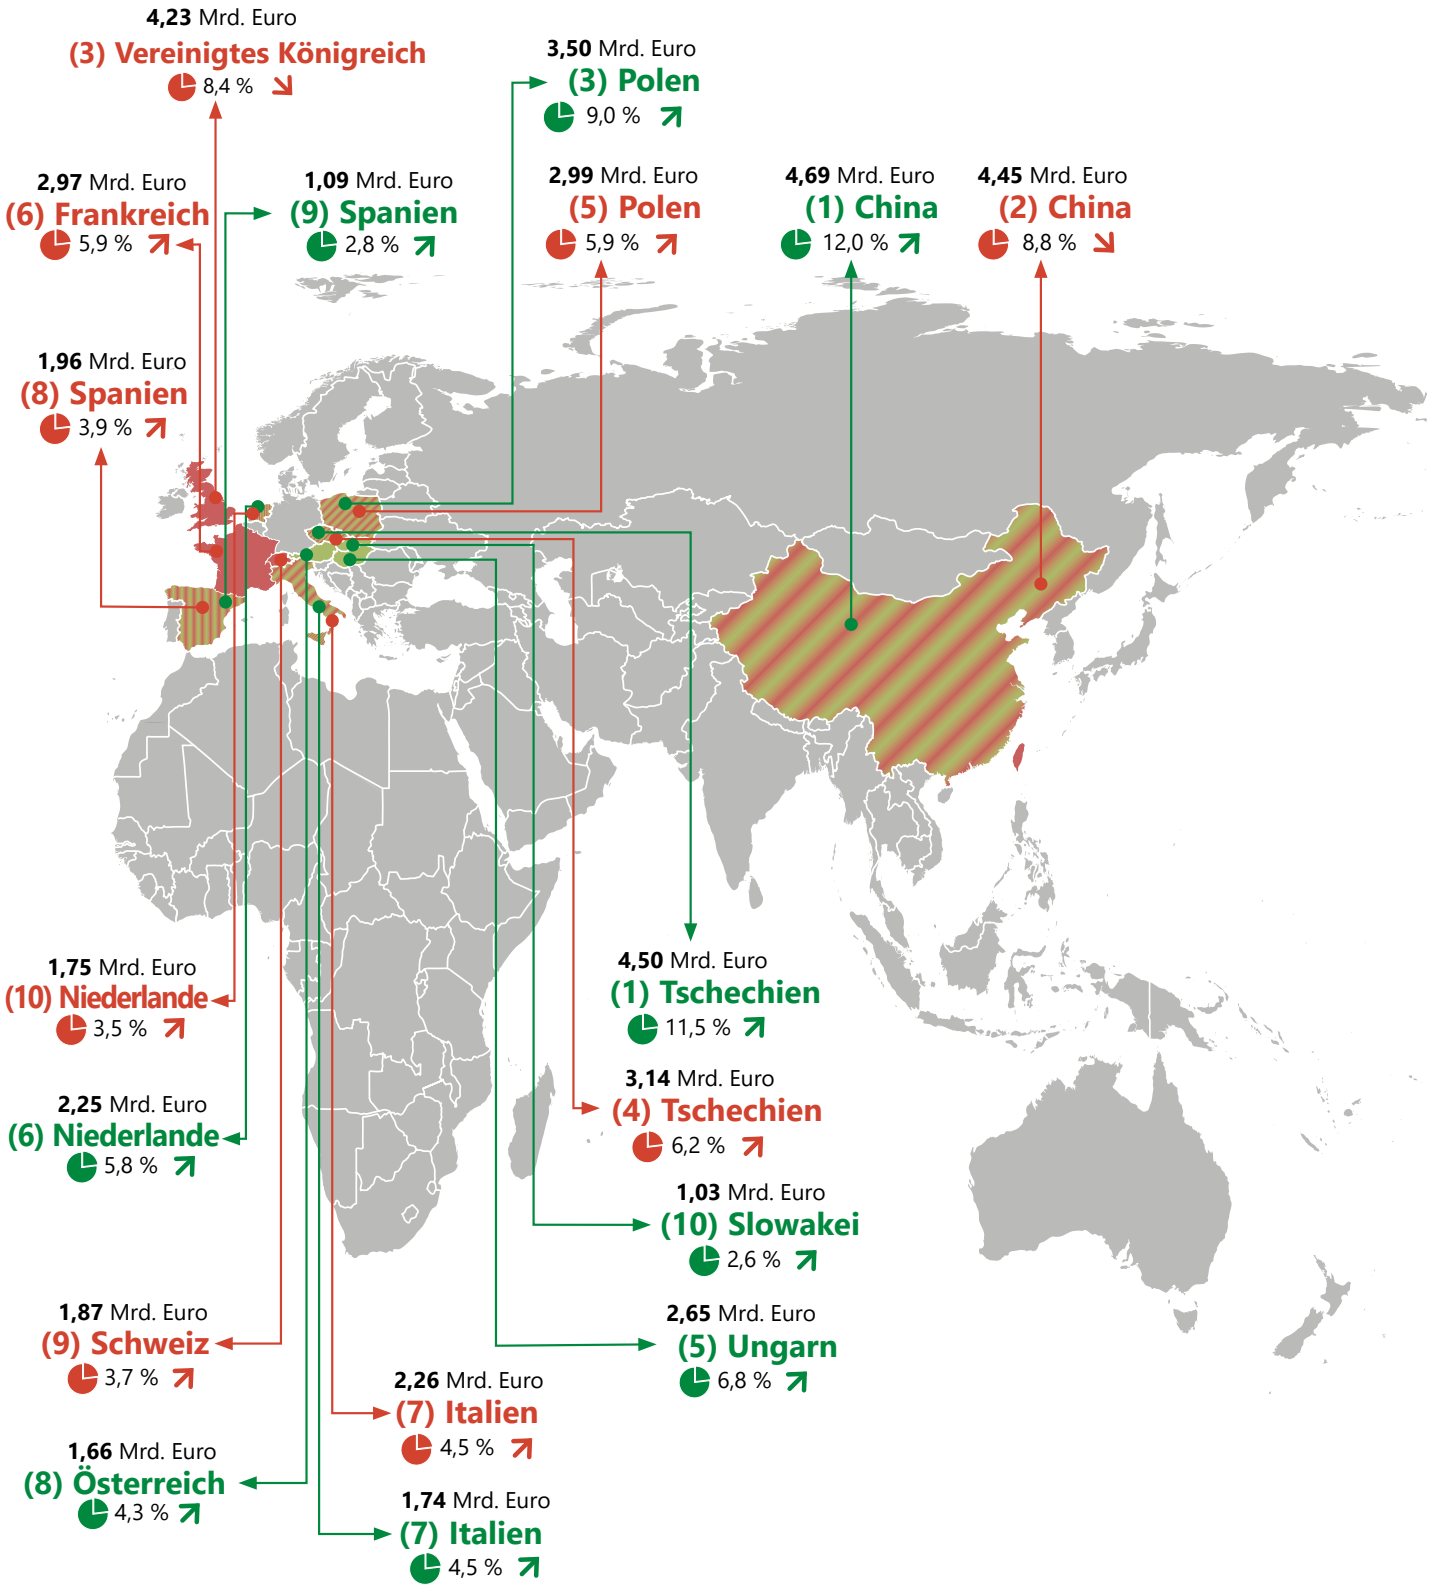 4,23 Mrd. Euro
(3) Vereinigtes Königreich
8,4 %
3,50 Mrd. Euro
(3) Polen
9,0 %
2,97 Mrd. Euro
(6) Frankreich
5,9 %
1,09 Mrd. Euro
(9) Spanien
2,8 %
2,99 Mrd. Euro
(5) Polen
5,9 %
4,69 Mrd. Euro
(1) China
12,0 %
4,45 Mrd. Euro
(2) China
8,8 %
1,96 Mrd. Euro
(8) Spanien
3,9 %
1,75 Mrd. Euro
(10) Niederlande
3,5 %
4,50 Mrd. Euro
(1) Tschechien
11,5 %
2,25 Mrd. Euro
(6) Niederlande
5,8 %
3,14 Mrd. Euro
(4) Tschechien
6,2 %
1,03 Mrd. Euro
(10) Slowakei
2,6 %
1,87 Mrd. Euro
(9) Schweiz
3,7 %
2,65 Mrd. Euro
(5) Ungarn
6,8 %
2,26 Mrd. Euro
(7) Italien
4,5 %
1,66 Mrd. Euro
(8) Österreich
4,3 %
1,74 Mrd. Euro
(7) Italien
4,5 %